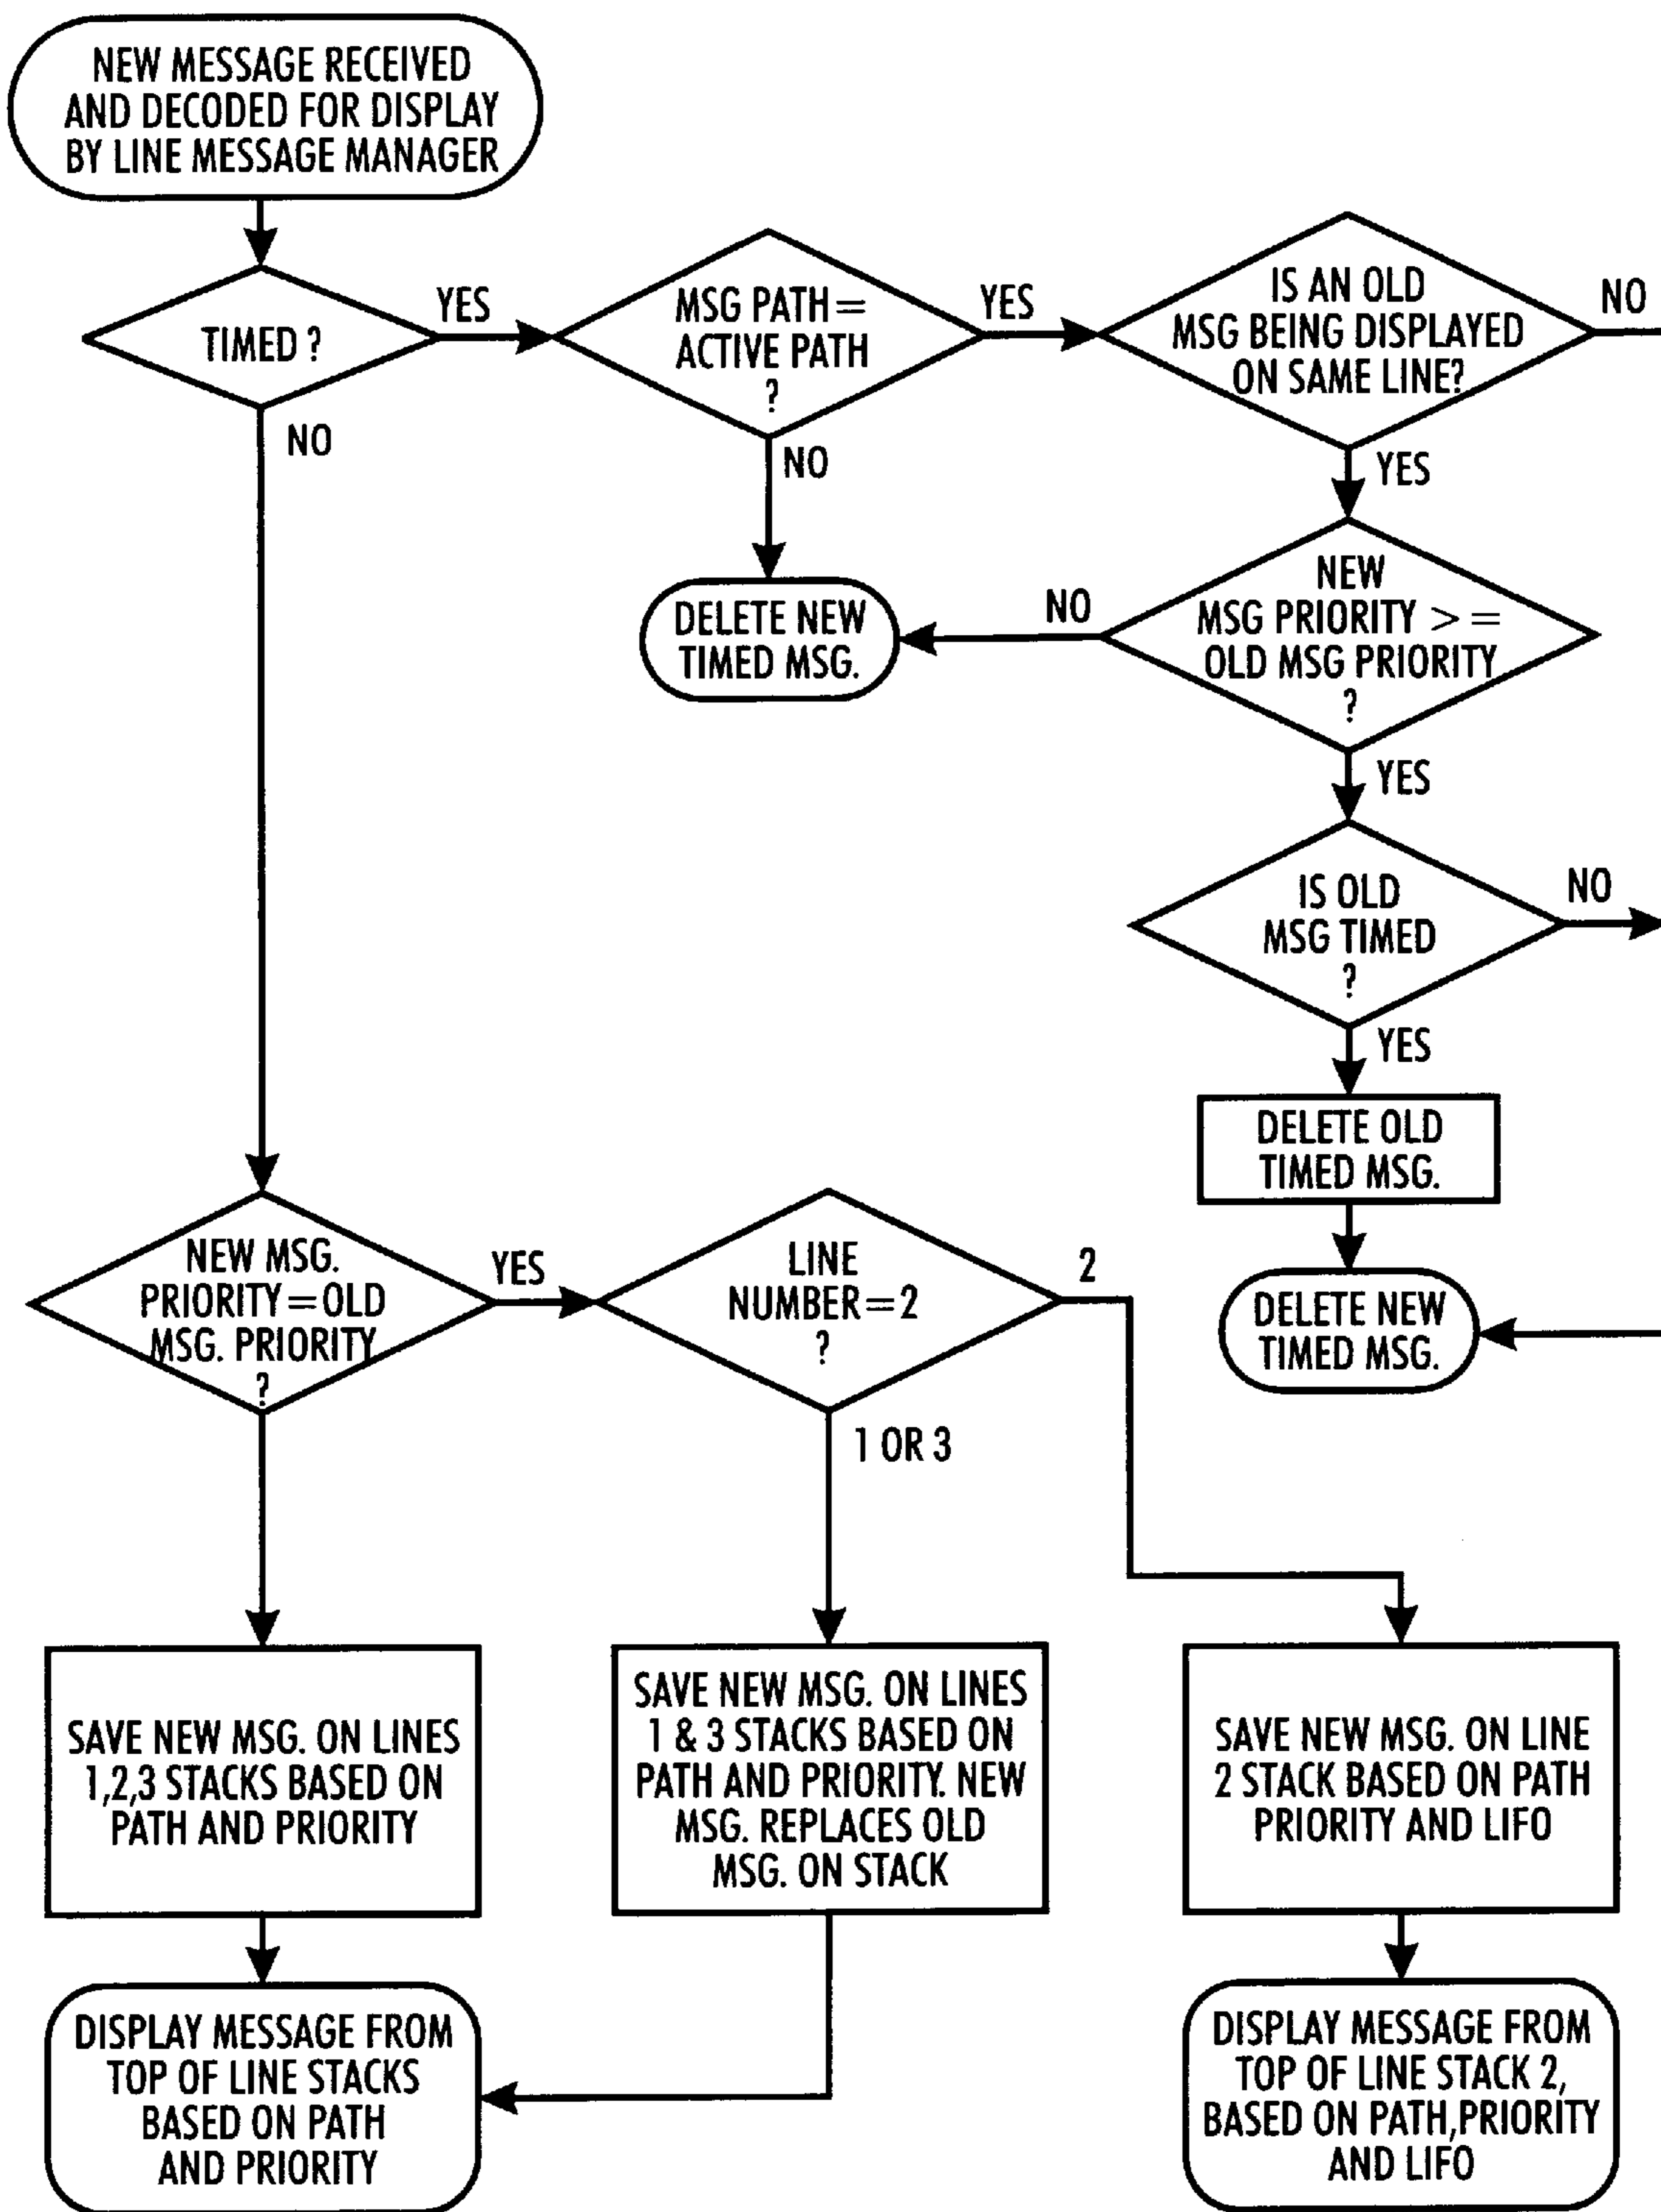 NEW MESSAGE RECEIVED
AND DECODED FOR DISPLAY
BY LINE MESSAGE MANAGER
TIMED ?
YES
NO
MSG PATH =
ACTIVE PATH
?
YES
NO
IS AN OLD
MSG BEING DISPLAYED
ON SAME LINE?
NO
YES
DELETE NEW
TIMED MSG.
NO
NEW
MSG PRIORITY > =
OLD MSG PRIORITY
?
YES
IS OLD
MSG TIMED
?
NO
YES
DELETE OLD
TIMED MSG.
DELETE NEW
TIMED MSG.
NEW MSG.
PRIORITY = OLD
MSG. PRIORITY
?
YES
LINE
NUMBER = 2
?
2
1 OR 3
SAVE NEW MSG. ON LINES
1,2,3 STACKS BASED ON
PATH AND PRIORITY
SAVE NEW MSG. ON LINES
1 & 3 STACKS BASED ON
PATH AND PRIORITY. NEW
MSG. REPLACES OLD
MSG. ON STACK
SAVE NEW MSG. ON LINE
2 STACK BASED ON PATH
PRIORITY AND LIFO
DISPLAY MESSAGE FROM
TOP OF LINE STACKS
BASED ON PATH
AND PRIORITY
DISPLAY MESSAGE FROM
TOP OF LINE STACK 2,
BASED ON PATH,PRIORITY
AND LIFO